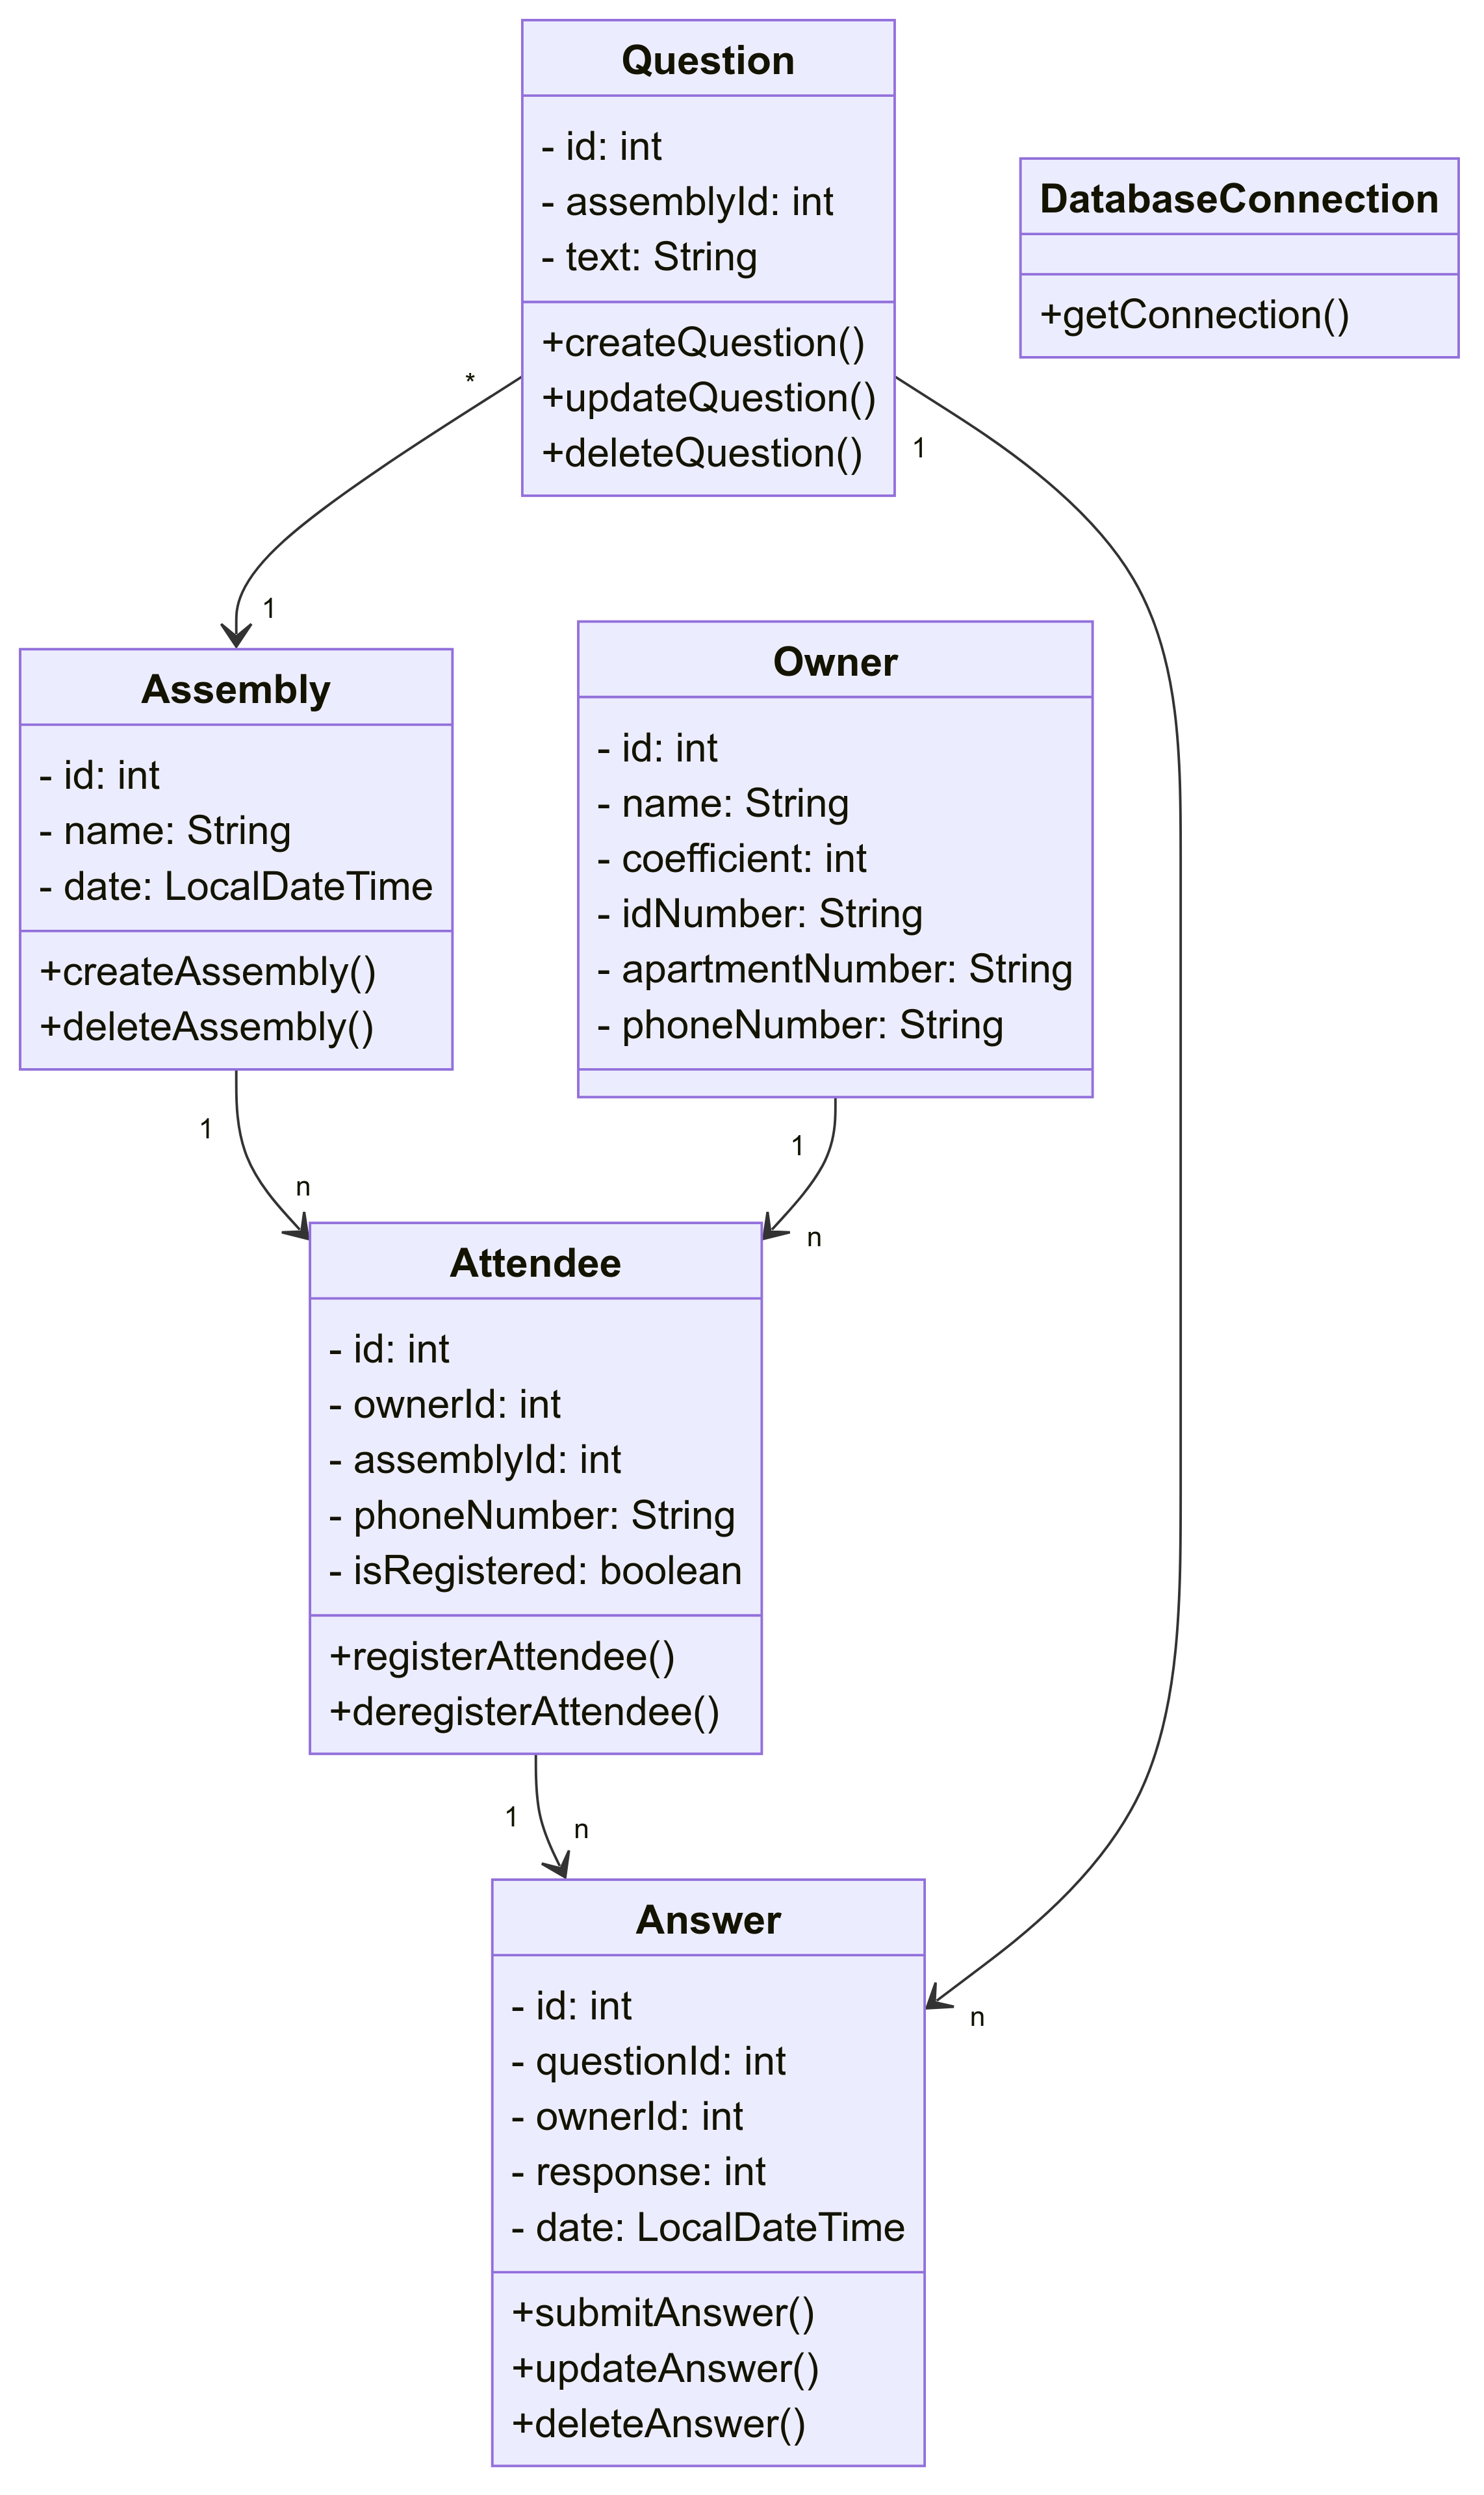 Question
- id: int
- assemblyId: int
- text: String
+createQuestion()
+updateQuestion()
+deleteQuestion()
DatabaseConnection
+getConnection()
*
1
1
n
Assembly
- id: int
- name: String
- date: LocalDateTime
+createAssembly()
+deleteAssembly()
Owner
- id: int
- name: String
- coefficient: int
- idNumber: String
- apartmentNumber: String
- phoneNumber: String
1
n
1
n
Attendee
- id: int
- ownerId: int
- assemblyId: int
- phoneNumber: String
- isRegistered: boolean
+registerAttendee()
+deregisterAttendee()
1
n
Answer
- id: int
- questionId: int
- ownerId: int
- response: int
- date: LocalDateTime
+submitAnswer()
+updateAnswer()
+deleteAnswer()